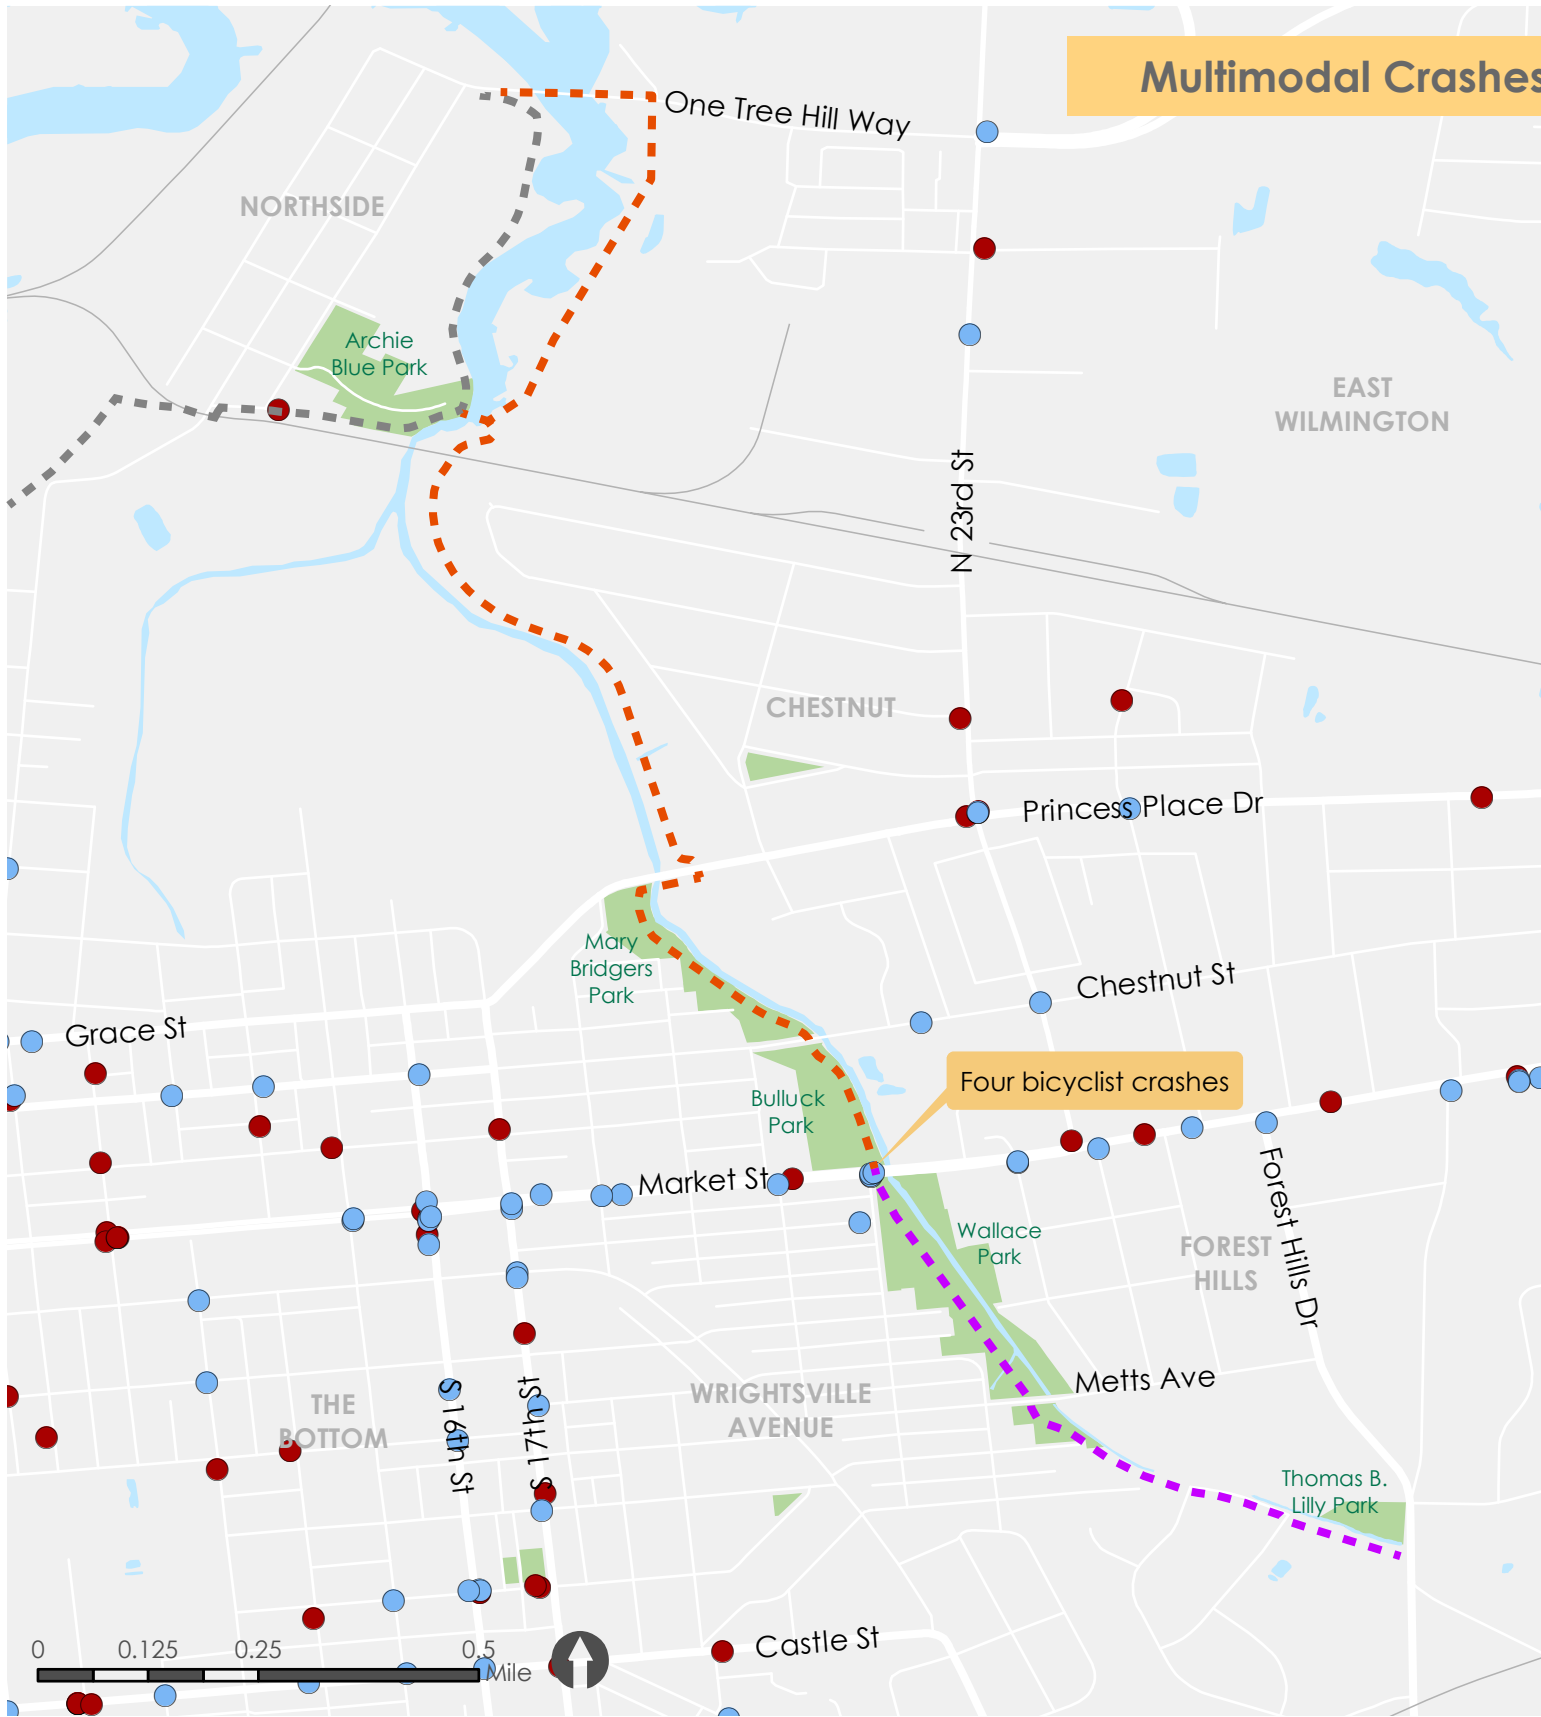 Multimodal Crashes
One Tree Hill Way
NORTHSIDE
Archie
Blue Park
EAST
WILMINGTON
N 23rd St
CHESTNUT
Princess Place Dr
Mary
Bridgers
Park
Chestnut St
Grace St
Four bicyclist crashes
Bulluck
Park
Market St
Forest Hills Dr
Wallace
Park
FOREST
HILLS
Metts Ave
WRIGHTSVILLE
AVENUE
THE
BOTTOM
S 16th St
S 17th St
Thomas B.
Lilly Park
Castle St
0 0.125 0.25 0.5
Mile